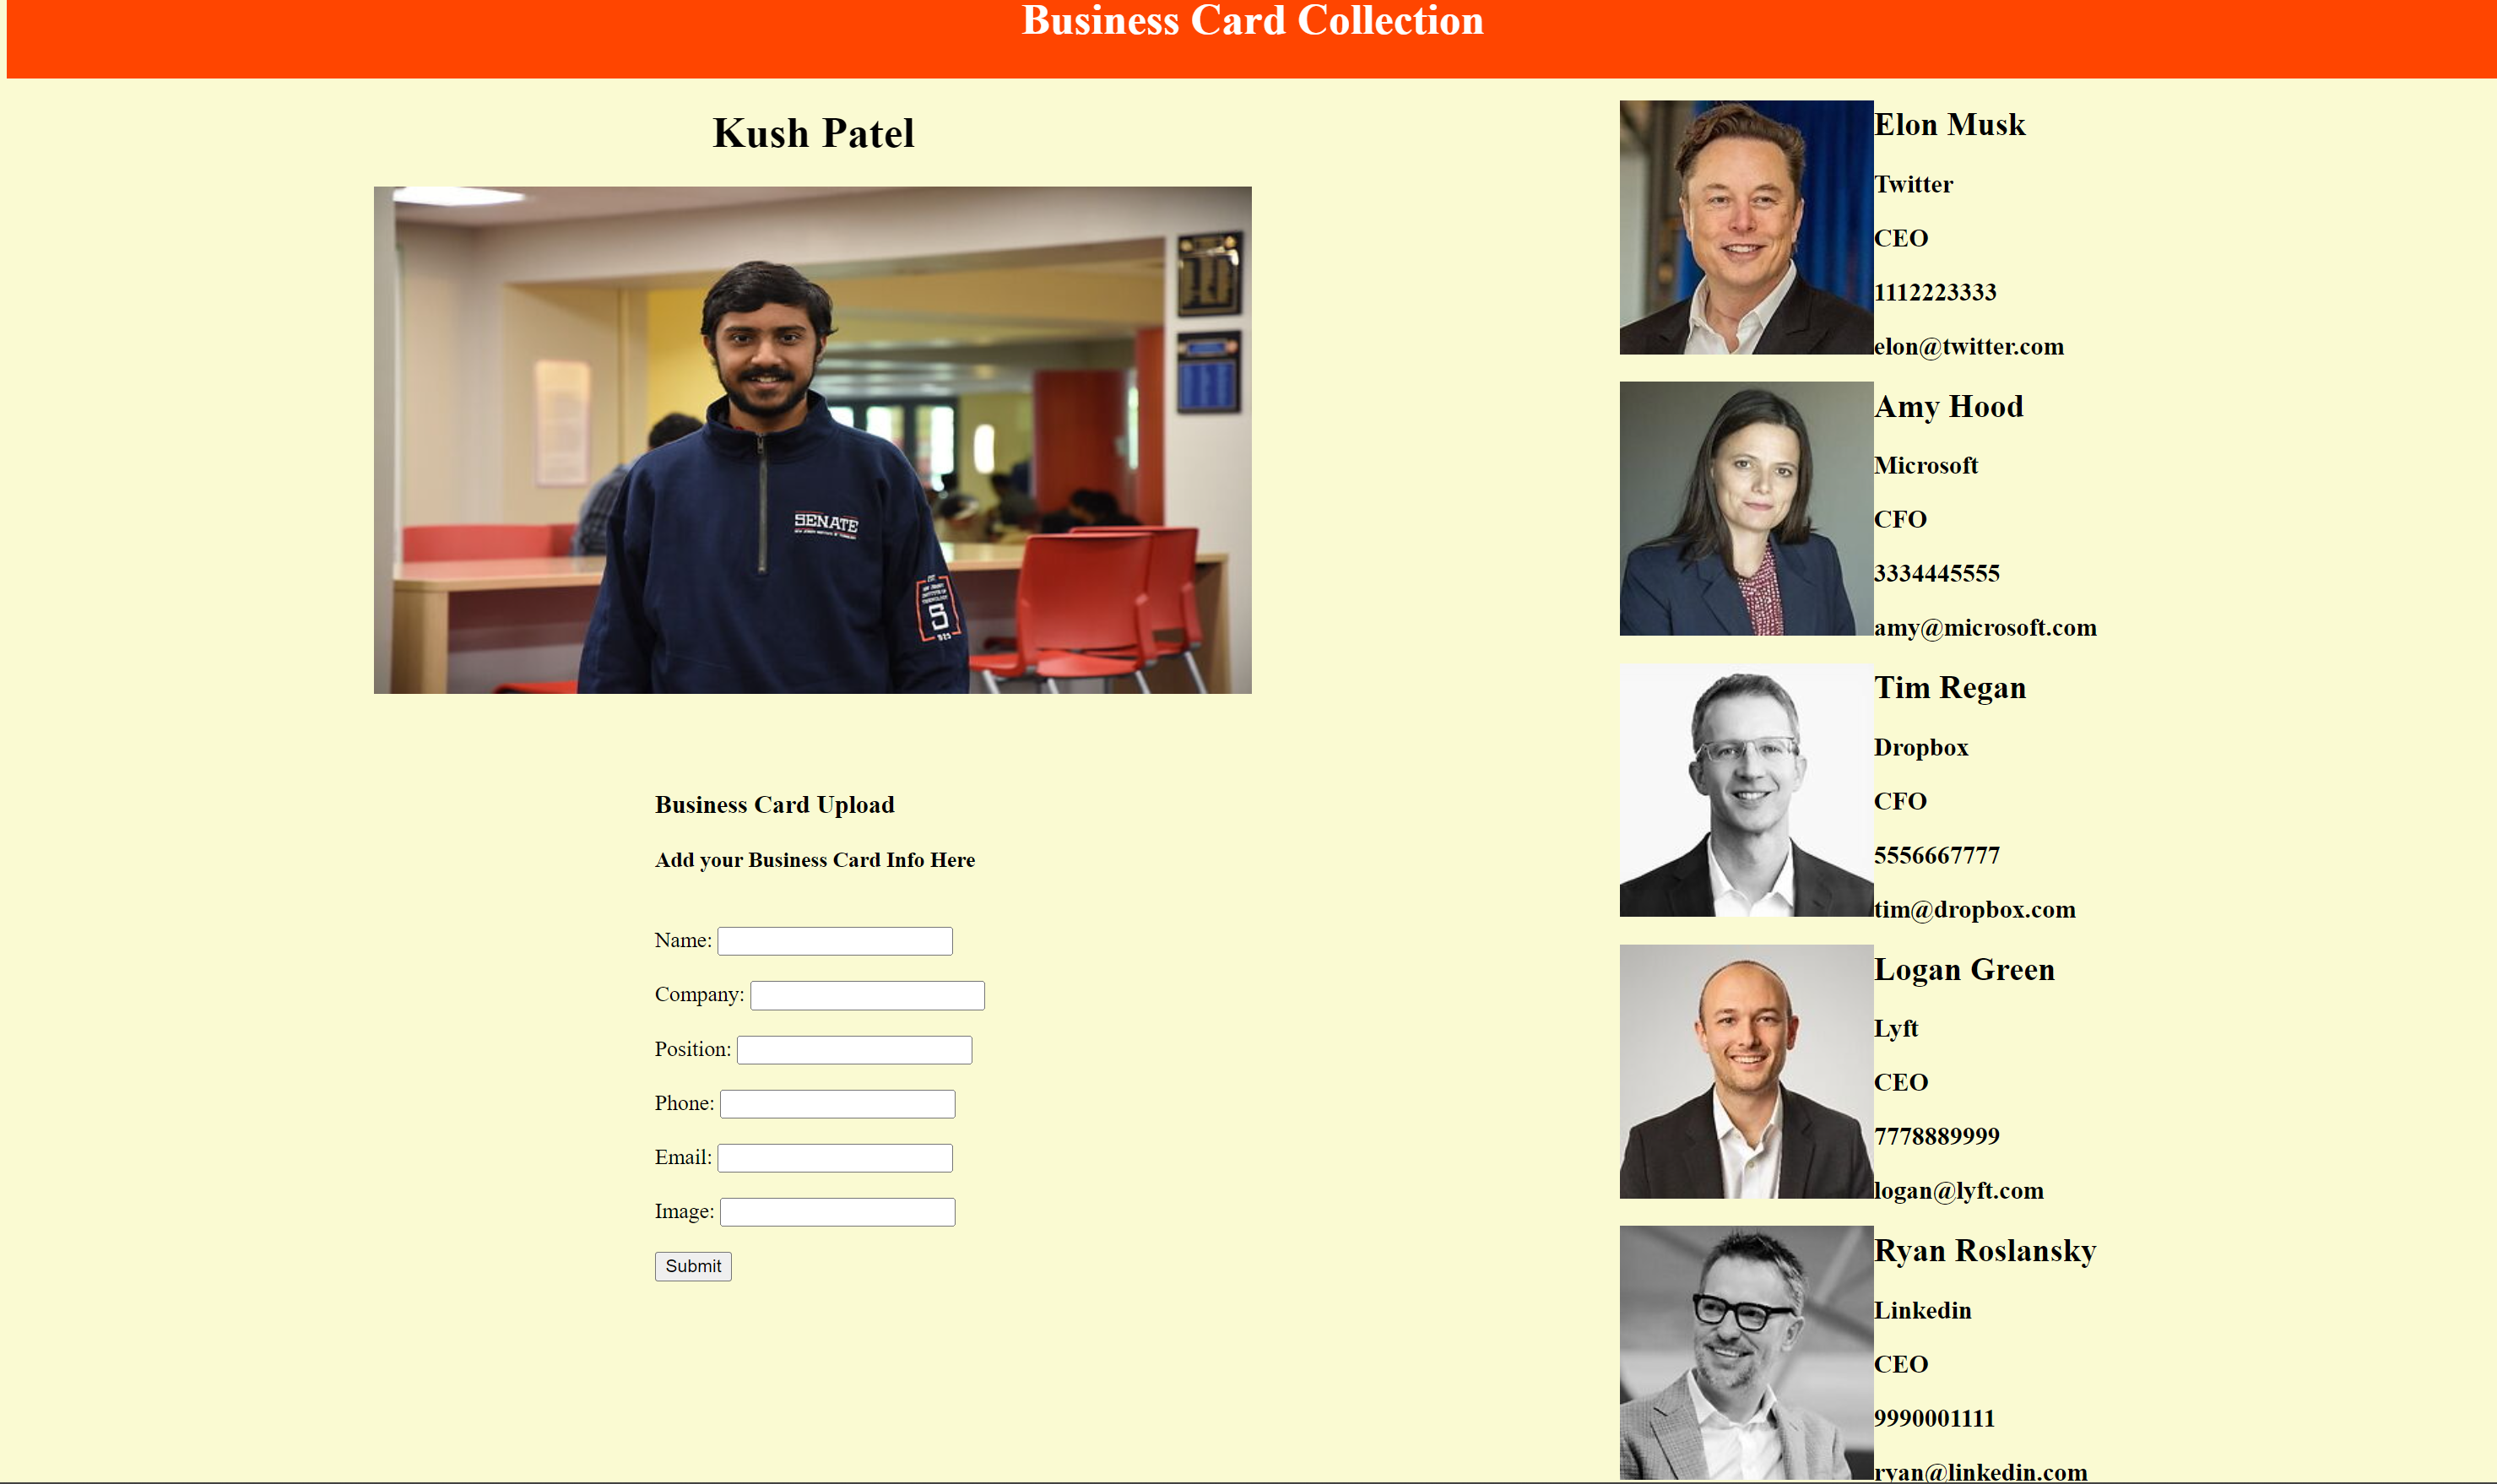 Business Card Collection
Kush Patel
SENATE
S
Business Card Upload
Add your Business Card Info Here
Name:
Company:
Position:
Phone:
Email:
Image:
Submit
Elon Musk
Twitter
CEO
1112223333
elon@twitter.com
Amy Hood
Microsoft
CFO
3334445555
amy@microsoft.com
Tim Regan
Dropbox
CFO
5556667777
tim@dropbox.com
Logan Green
Lyft
CEO
7778889999
logan@lyft.com
Ryan Roslansky
Linkedin
CEO
9990001111
ryan@linkedin.com